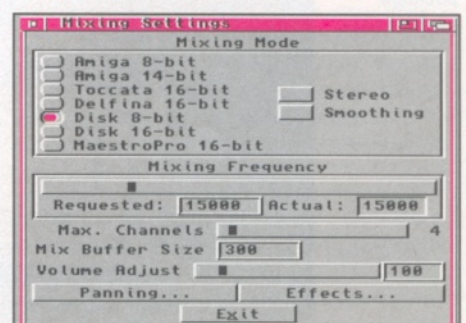 Mixing Settings
Mixing Mode
Amiga 8-bit
Amiga 14-bit
Toccata 16-bit
Delfina 16-bit
Disk 8-bit
Disk 16-bit
MaestroPro 16-bit
Stereo
Smoothing
Mixing Frequency
Requested: 15000 Actual: 15000
Max. Channels 4
Mix Buffer Size 300
Volume Adjust 100
Panning... Effects...
Exit